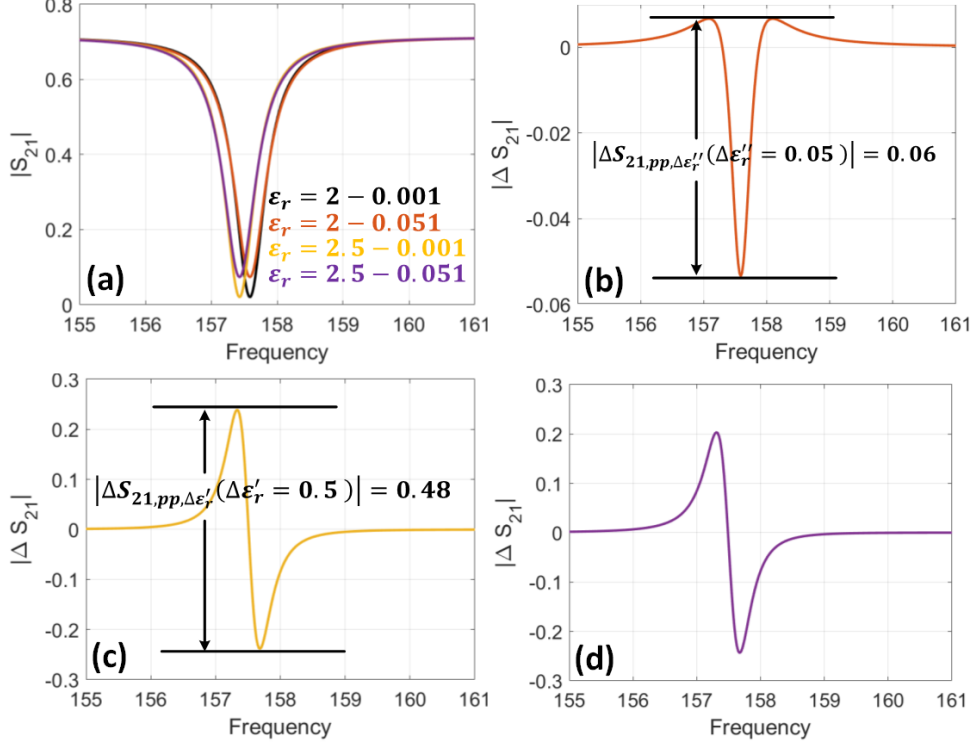 0.8
0.6
0.4
0.2
0
|S₂₁|
εᵣ = 2 − 0.001
εᵣ = 2 − 0.051
εᵣ = 2.5 − 0.001
εᵣ = 2.5 − 0.051
(a)
155 156 157 158 159 160 161
Frequency
0
-0.02
-0.04
-0.06
|Δ S₂₁|
|ΔS₂₁,pp,Δεᵣ″(Δεᵣ″ = 0.05 )| = 0.06
(b)
155 156 157 158 159 160 161
Frequency
0.3
0.2
0.1
0
-0.1
-0.2
-0.3
|Δ S₂₁|
|ΔS₂₁,pp,Δεᵣ′(Δεᵣ′ = 0.5 )| = 0.48
(c)
155 156 157 158 159 160 161
Frequency
0.3
0.2
0.1
0
-0.1
-0.2
-0.3
|Δ S₂₁|
(d)
155 156 157 158 159 160 161
Frequency